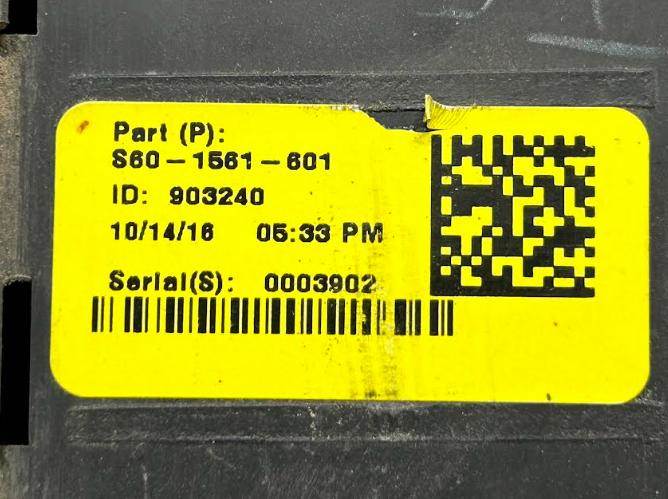 Part (P):
S60-1561-601
ID: 903240
10/14/16 05:33 PM
Serial(S): 0003902